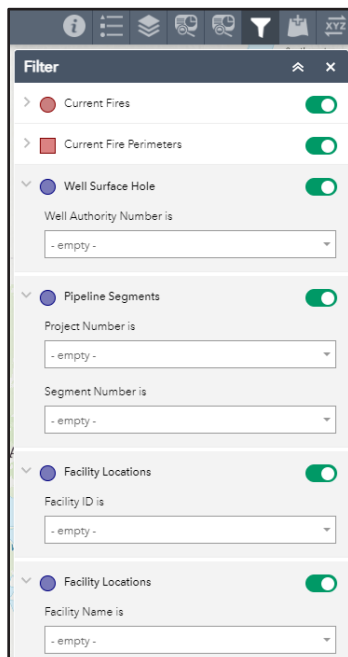 XYZ
Filter
Current Fires
Current Fire Perimeters
Well Surface Hole
Well Authority Number is
- empty -
Pipeline Segments
Project Number is
- empty -
Segment Number is
- empty -
Facility Locations
Facility ID is
- empty -
Facility Locations
Facility Name is
- empty -